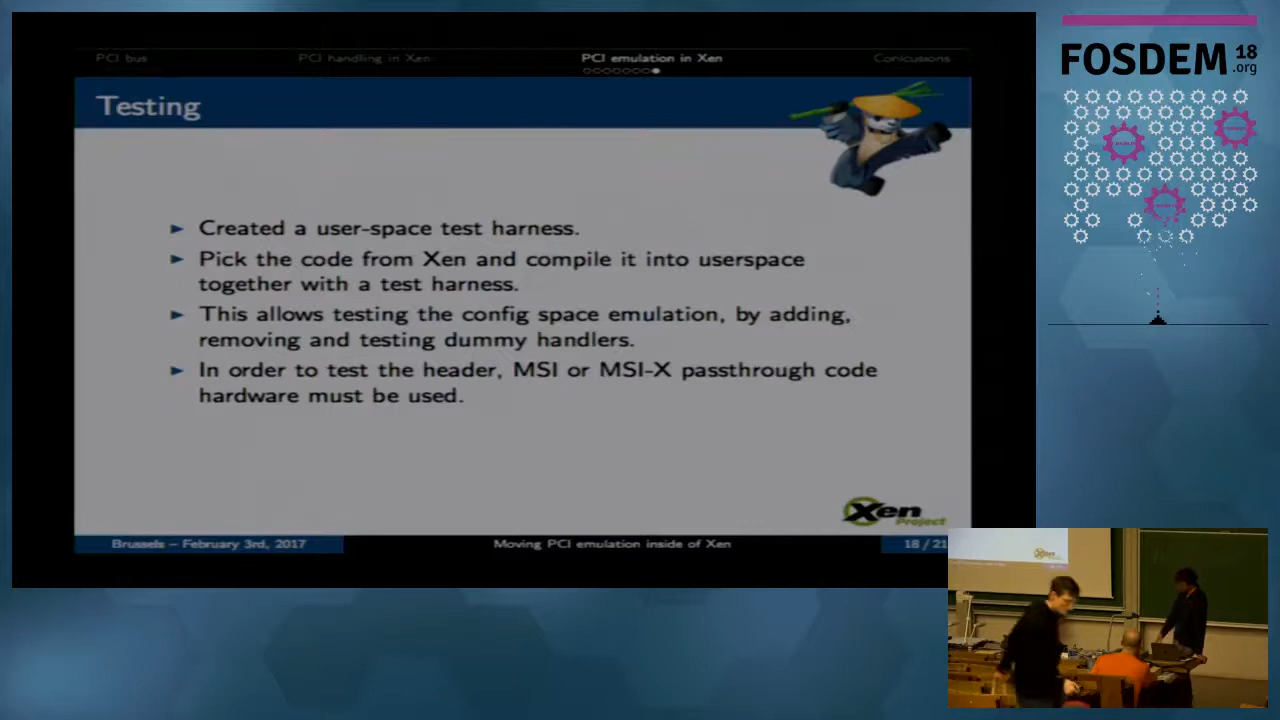 PCI bus
PCI handling in Xen
PCI emulation in Xen
Conclusions
Testing
► Created a user-space test harness.
► Pick the code from Xen and compile it into userspace
together with a test harness.
► This allows testing the config space emulation, by adding,
removing and testing dummy handlers.
► In order to test the header, MSI or MSI-X passthrough code
hardware must be used.
Xen
Project
Brussels – February 3rd, 2017
Moving PCI emulation inside of Xen
18 / 21
FOSDEM 18
.org